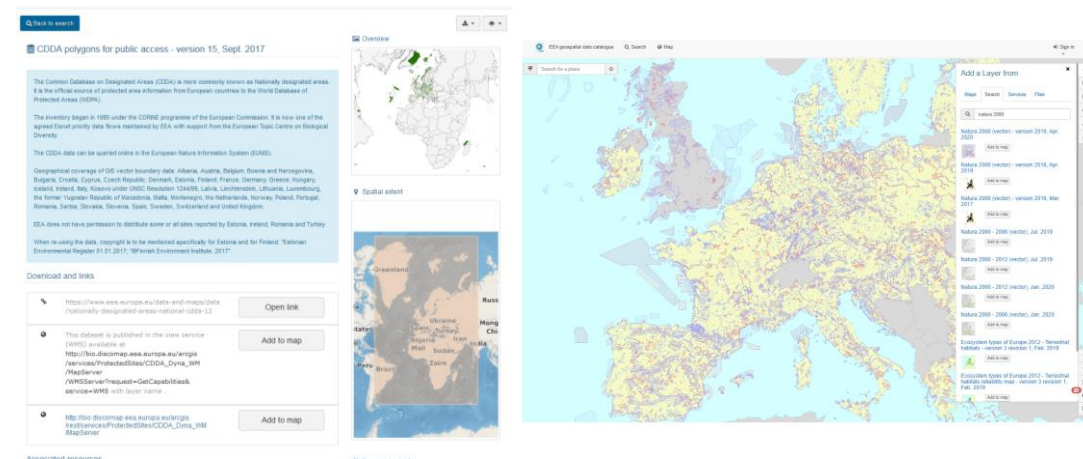 Back to search
CDDA polygons for public access - version 15, Sept. 2017
The Common Database on Designated Areas (CDDA) is more commonly known as Nationally designated areas.
It is the official source of protected area information from European countries to the World Database of
Protected Areas (WDPA).
The inventory began in 1995 under the CORINE programme of the European Commission. It is now one of the
agreed Eionet priority data flows maintained by EEA with support from the European Topic Centre on Biological
Diversity.
The CDDA data can be queried online in the European Nature Information System (EUNIS).
Geographical coverage of GIS vector boundary data: Albania, Austria, Belgium, Bosnia and Herzegovina,
Bulgaria, Croatia, Cyprus, Czech Republic, Denmark, Estonia, Finland, France, Germany, Greece, Hungary,
Iceland, Ireland, Italy, Kosovo under UNSC Resolution 1244/99, Latvia, Liechtenstein, Lithuania, Luxembourg,
the former Yugoslav Republic of Macedonia, Malta, Montenegro, the Netherlands, Norway, Poland, Portugal,
Romania, Serbia, Slovakia, Slovenia, Spain, Sweden, Switzerland and United Kingdom.
EEA does not have permission to distribute some or all sites reported by Estonia, Ireland, Romania and Turkey.
When re-using the data, copyright is to be mentioned specifically for Estonia and for Finland: "Estonian
Environmental Register 01.01.2017; "©Finnish Environment Institute, 2017".
Download and links
https://www.eea.europa.eu/data-and-maps/data
/nationally-designated-areas-national-cdda-12
Open link
This dataset is published in the view service
(WMS) available at
http://bio.discomap.eea.europa.eu/arcgis
/services/ProtectedSites/CDDA_Dyna_WM
/MapServer
/WMSServer?request=GetCapabilities&
service=WMS with layer name .
Add to map
http://bio.discomap.eea.europa.eu/arcgis
/rest/services/ProtectedSites/CDDA_Dyna_WM
/MapServer
Add to map
Associated resources
Overview
Spatial extent
Greenland
Russ
Ukraine
Mong
States
Spain
Turkey
Chi
Algeria
Iran
India
Mali
Sudan
Peru
Brazil
Zaire
EEA geospatial data catalogue
Search
Map
Sign in
Search for a place
Add a Layer from
Maps
Search
Services
Files
natura 2000
Natura 2000 (vector) - version 2019, Apr.
2020
Add to map
Natura 2000 (vector) - version 2018, Apr.
2019
Add to map
Natura 2000 (vector) - version 2016, Mar.
2017
Add to map
Natura 2000 - 2006 (vector), Jul. 2019
Add to map
Natura 2000 - 2012 (vector), Jul. 2019
Add to map
Natura 2000 - 2012 (vector), Jan. 2020
Add to map
Natura 2000 - 2006 (vector), Jan. 2020
Add to map
Ecosystem types of Europe 2012 - Terrestrial
habitats - version 3 revision 1, Feb. 2019
Add to map
Ecosystem types of Europe 2012 - Terrestrial
habitats reliability map - version 3 revision 1,
Feb. 2019
Add to map